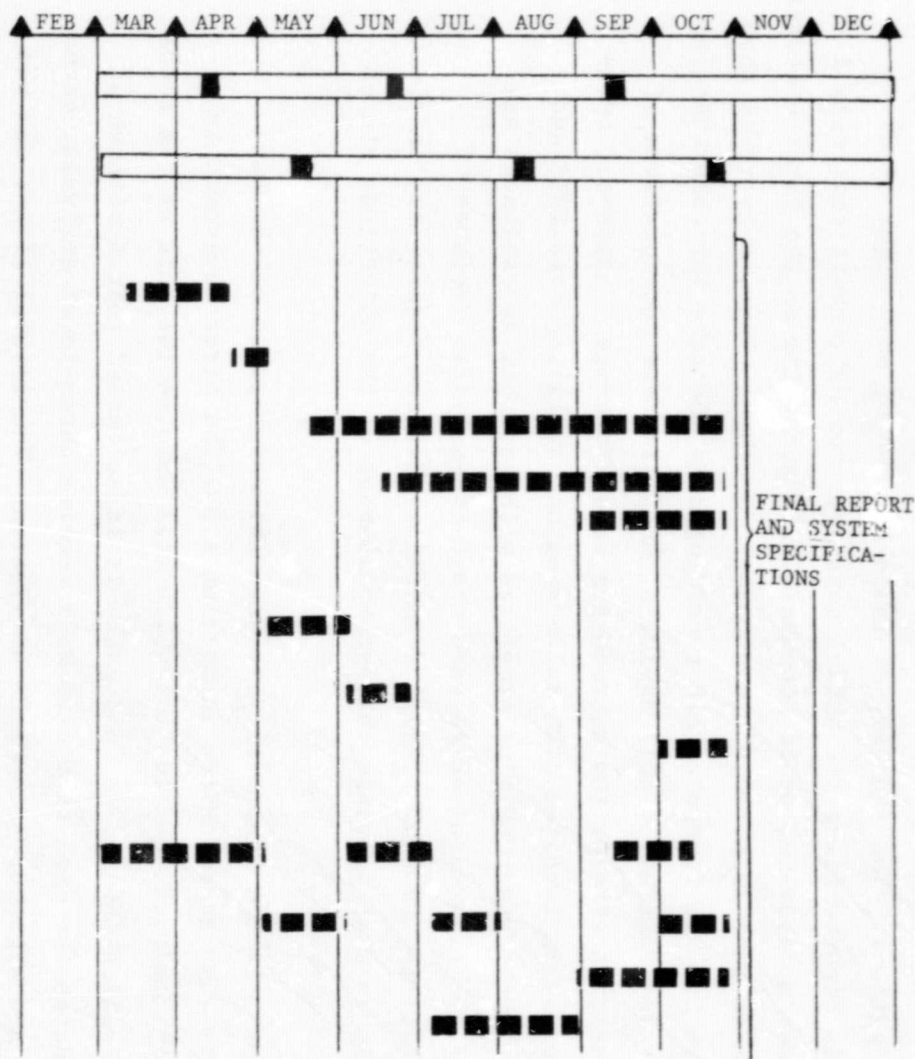 FEB MAR APR MAY JUN JUL AUG SEP OCT NOV DEC
FINAL REPORT
AND SYSTEM
SPECIFICA-
TIONS